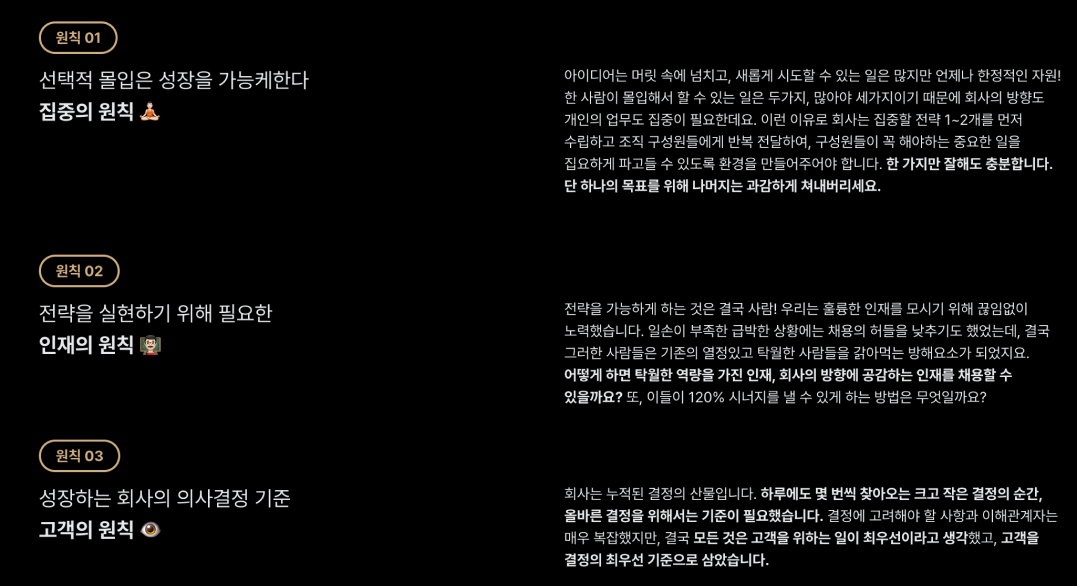 원칙 01
선택적 몰입은 성장을 가능케한다
집중의 원칙 🧘🏻
아이디어는 머릿 속에 넘치고, 새롭게 시도할 수 있는 일은 많지만 언제나 한정적인 자원!
한 사람이 몰입해서 할 수 있는 일은 두가지, 많아야 세가지이기 때문에 회사의 방향도
개인의 업무도 집중이 필요한데요. 이런 이유로 회사는 집중할 전략 1~2개를 먼저
수립하고 조직 구성원들에게 반복 전달하여, 구성원들이 꼭 해야하는 중요한 일을
집요하게 파고들 수 있도록 환경을 만들어주어야 합니다. 한 가지만 잘해도 충분합니다.
단 하나의 목표를 위해 나머지는 과감하게 쳐내버리세요.
원칙 02
전략을 실현하기 위해 필요한
인재의 원칙 👨🏻‍🏫
전략을 가능하게 하는 것은 결국 사람! 우리는 훌륭한 인재를 모시기 위해 끊임없이
노력했습니다. 일손이 부족한 급박한 상황에는 채용의 허들을 낮추기도 했었는데, 결국
그러한 사람들은 기존의 열정있고 탁월한 사람들을 갉아먹는 방해요소가 되었지요.
어떻게 하면 탁월한 역량을 가진 인재, 회사의 방향에 공감하는 인재를 채용할 수
있을까요? 또, 이들이 120% 시너지를 낼 수 있게 하는 방법은 무엇일까요?
원칙 03
성장하는 회사의 의사결정 기준
고객의 원칙 👁️
회사는 누적된 결정의 산물입니다. 하루에도 몇 번씩 찾아오는 크고 작은 결정의 순간,
올바른 결정을 위해서는 기준이 필요했습니다. 결정에 고려해야 할 사항과 이해관계자는
매우 복잡했지만, 결국 모든 것은 고객을 위하는 일이 최우선이라고 생각했고, 고객을
결정의 최우선 기준으로 삼았습니다.